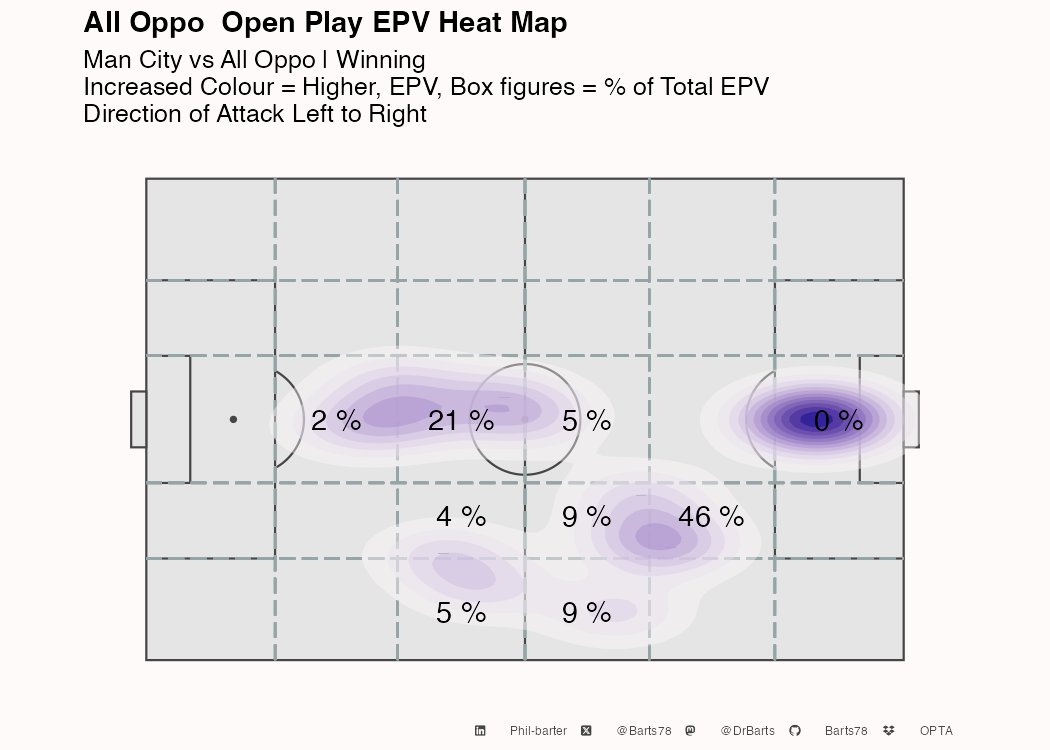 All Oppo  Open Play EPV Heat Map
Man City vs All Oppo | Winning
Increased Colour = Higher, EPV, Box figures = % of Total EPV
Direction of Attack Left to Right
2 % 21 % 5 % 0 %
4 % 9 % 46 %
5 % 9 %
Phil-barter @Barts78 @DrBarts Barts78 OPTA